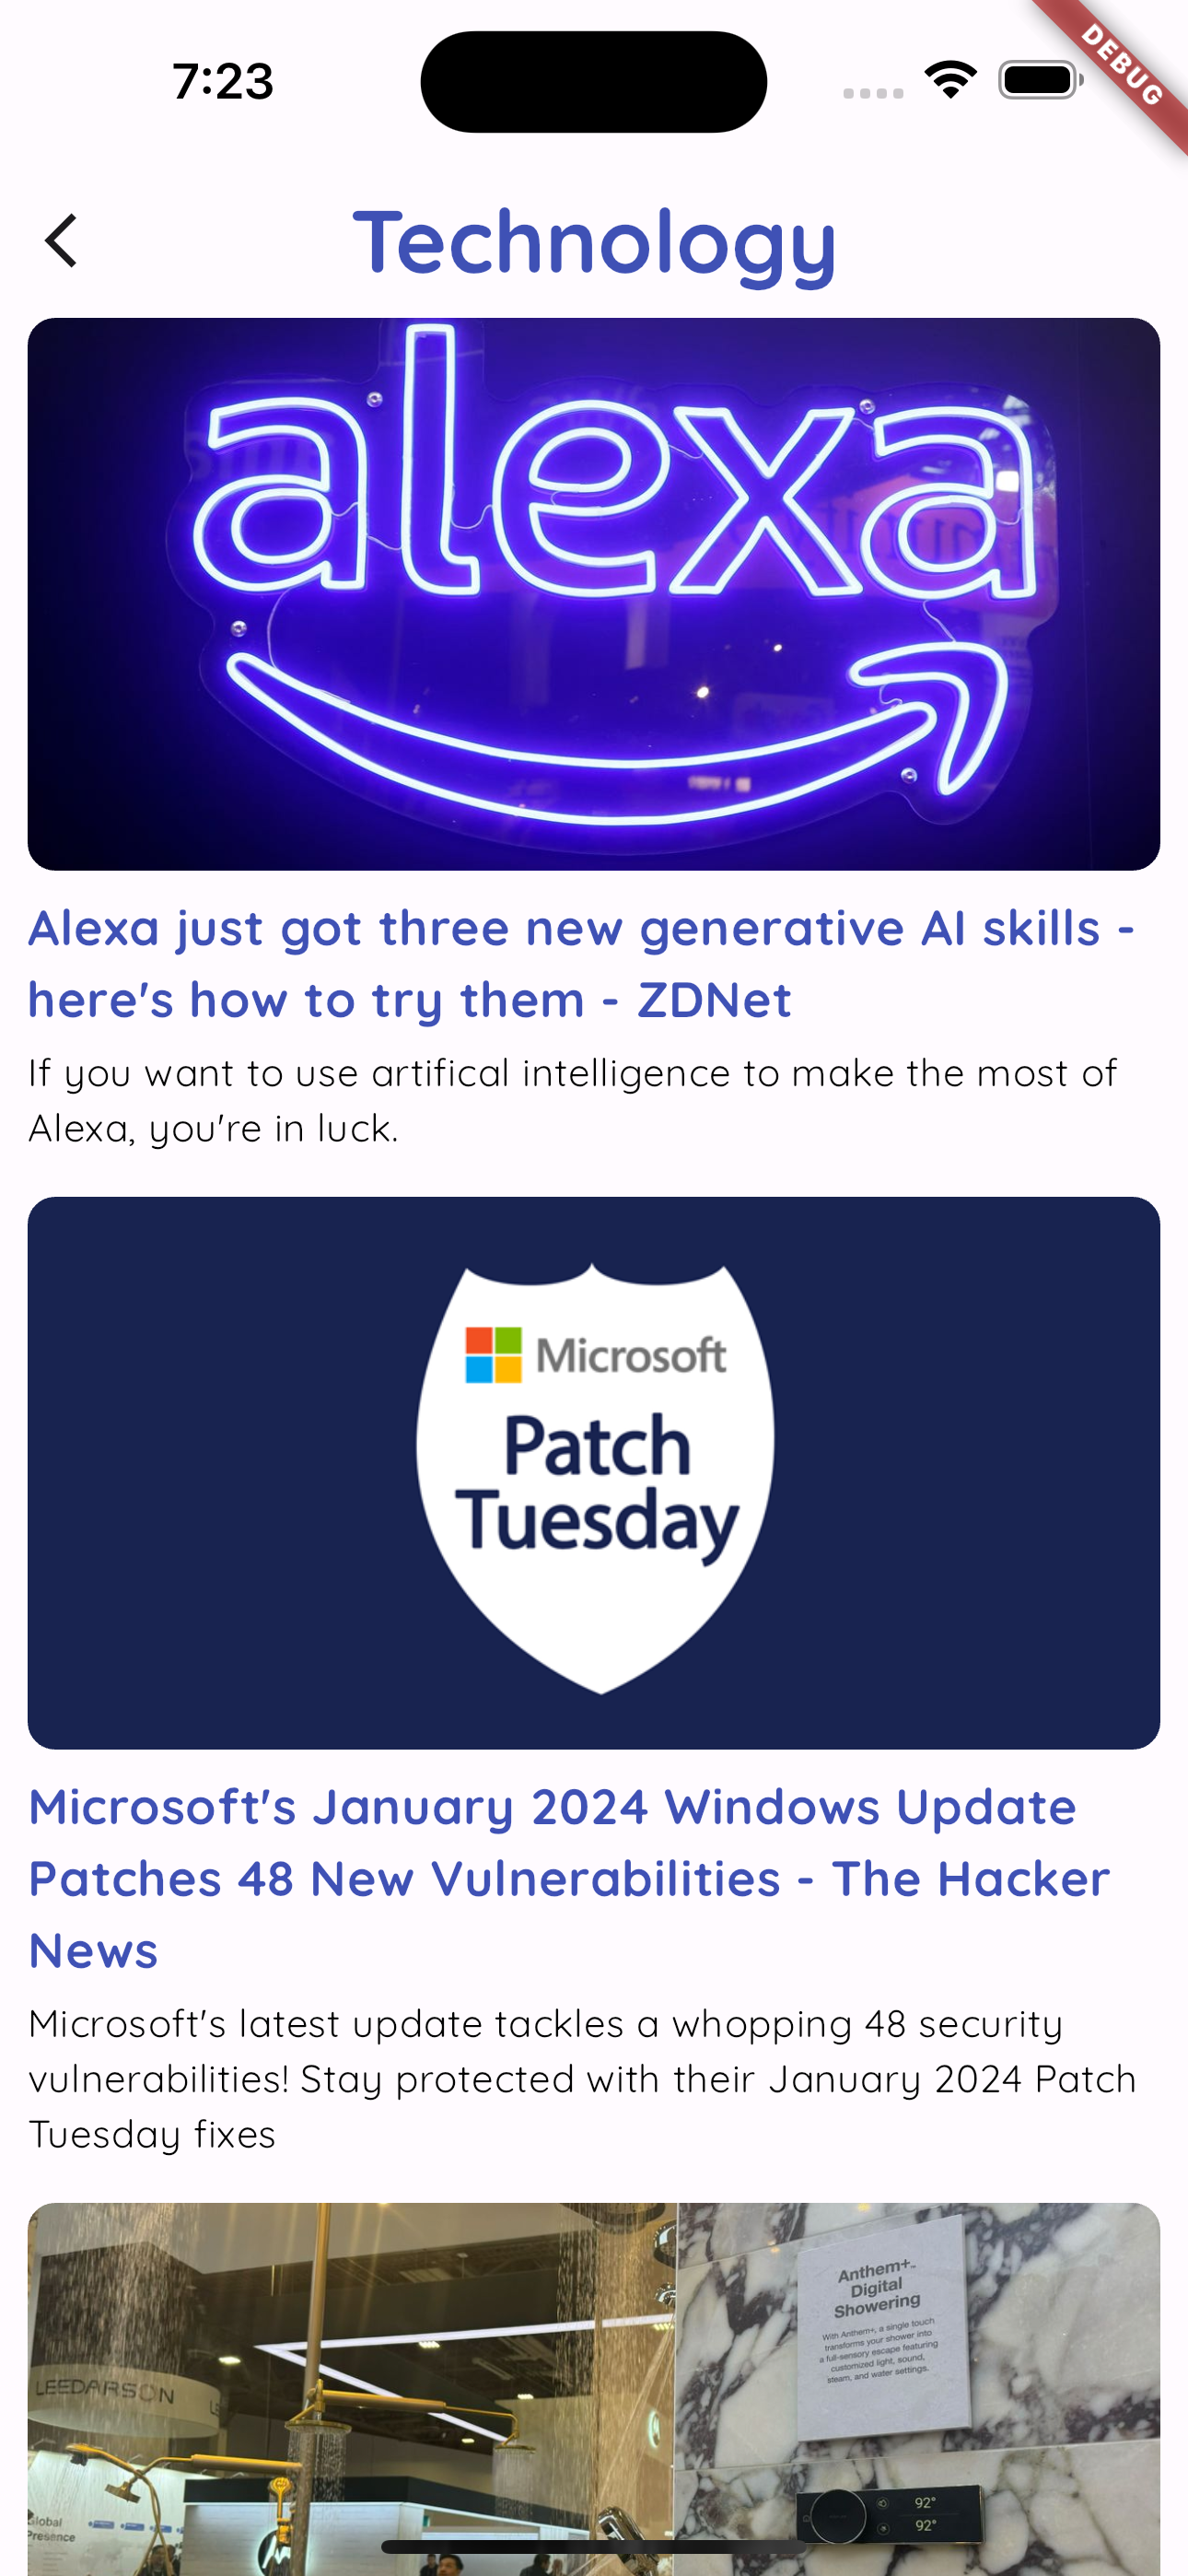 7:23
DEBUG
Technology
alexa
Alexa just got three new generative AI skills -
here's how to try them - ZDNet
If you want to use artifical intelligence to make the most of
Alexa, you're in luck.
Microsoft
Patch
Tuesday
Microsoft's January 2024 Windows Update
Patches 48 New Vulnerabilities - The Hacker
News
Microsoft's latest update tackles a whopping 48 security
vulnerabilities! Stay protected with their January 2024 Patch
Tuesday fixes
Anthem+™
Digital
Showering
With Anthem+, a single touch
transforms your shower into
a full-sensory escape featuring
customized light, sound,
steam, and water settings.
LEEDARSON
LE
Global
Presence
92°
92°